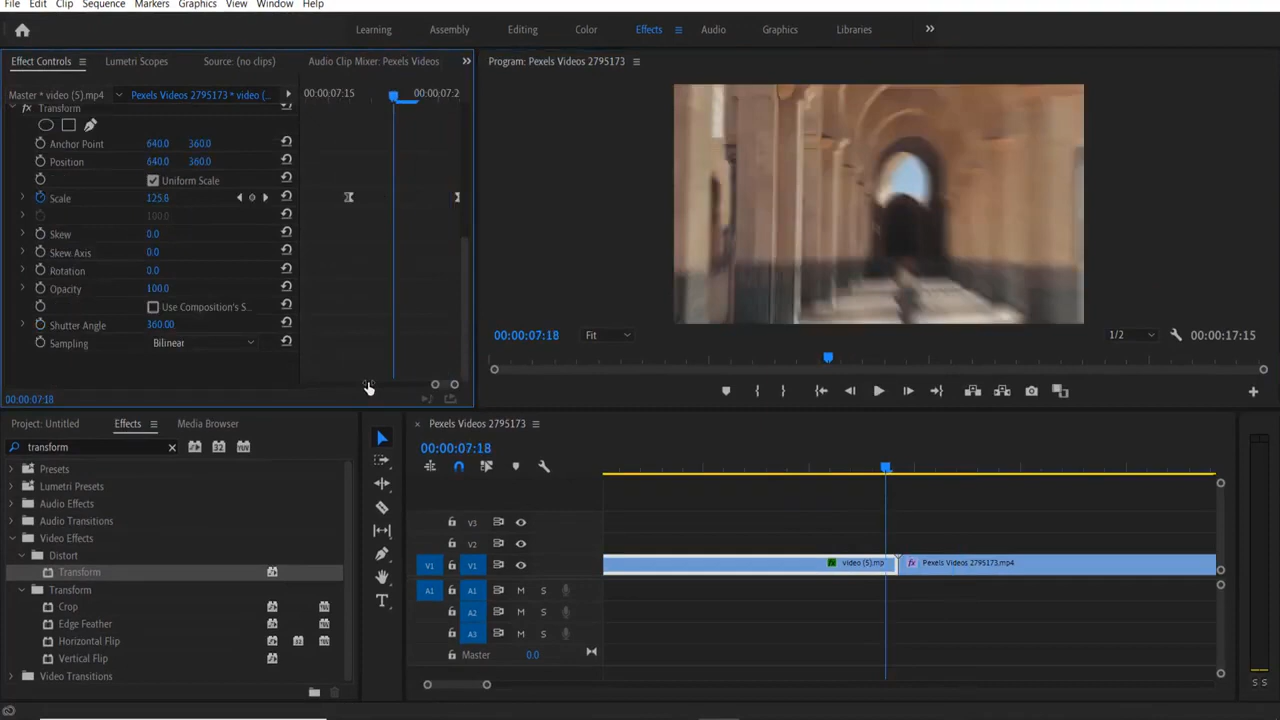 File Edit Clip Sequence Markers Graphics View Window Help
Learning Assembly Editing Color Effects Audio Graphics Libraries
Effect Controls Lumetri Scopes Source: (no clips) Audio Clip Mixer: Pexels Videos
Program: Pexels Videos 2795173
Master * video (5).mp4 Pexels Videos 2795173 * video (...
00:00:07:15 00:00:07:2
fx Transform
Anchor Point 640.0 360.0
Position 640.0 360.0
Uniform Scale
Scale 125.8
100.0
Skew 0.0
Skew Axis 0.0
Rotation 0.0
Opacity 100.0
Use Composition's S...
Shutter Angle 360.00
Sampling Bilinear
00:00:07:18
00:00:07:18 Fit 1/2 00:00:17:15
Project: Untitled Effects Media Browser
transform
32 YUV
Presets
Lumetri Presets
Audio Effects
Audio Transitions
Video Effects
Distort
Transform
Transform
Crop
Edge Feather
Horizontal Flip 32
Vertical Flip
Video Transitions
Pexels Videos 2795173
00:00:07:18
V3
V2
V1 V1 fx video (5).mp fx Pexels Videos 2795173.mp4
A1 A1 M S
A2 M S
A3 M S
Master 0.0
S S